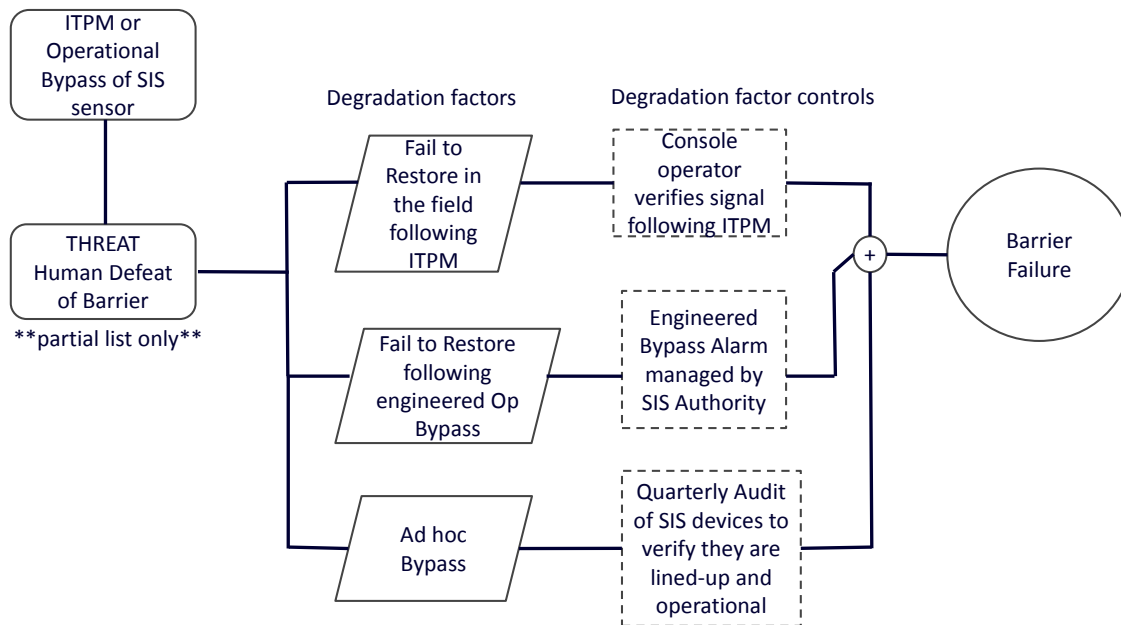 ITPM or
Operational
Bypass of SIS
sensor
THREAT
Human Defeat
of Barrier
**partial list only**
Degradation factors
Fail to
Restore in
the field
following
ITPM
Fail to Restore
following
engineered Op
Bypass
Ad hoc
Bypass
Degradation factor controls
Console
operator
verifies signal
following ITPM
Engineered
Bypass Alarm
managed by
SIS Authority
Quarterly Audit
of SIS devices to
verify they are
lined-up and
operational
+
Barrier
Failure